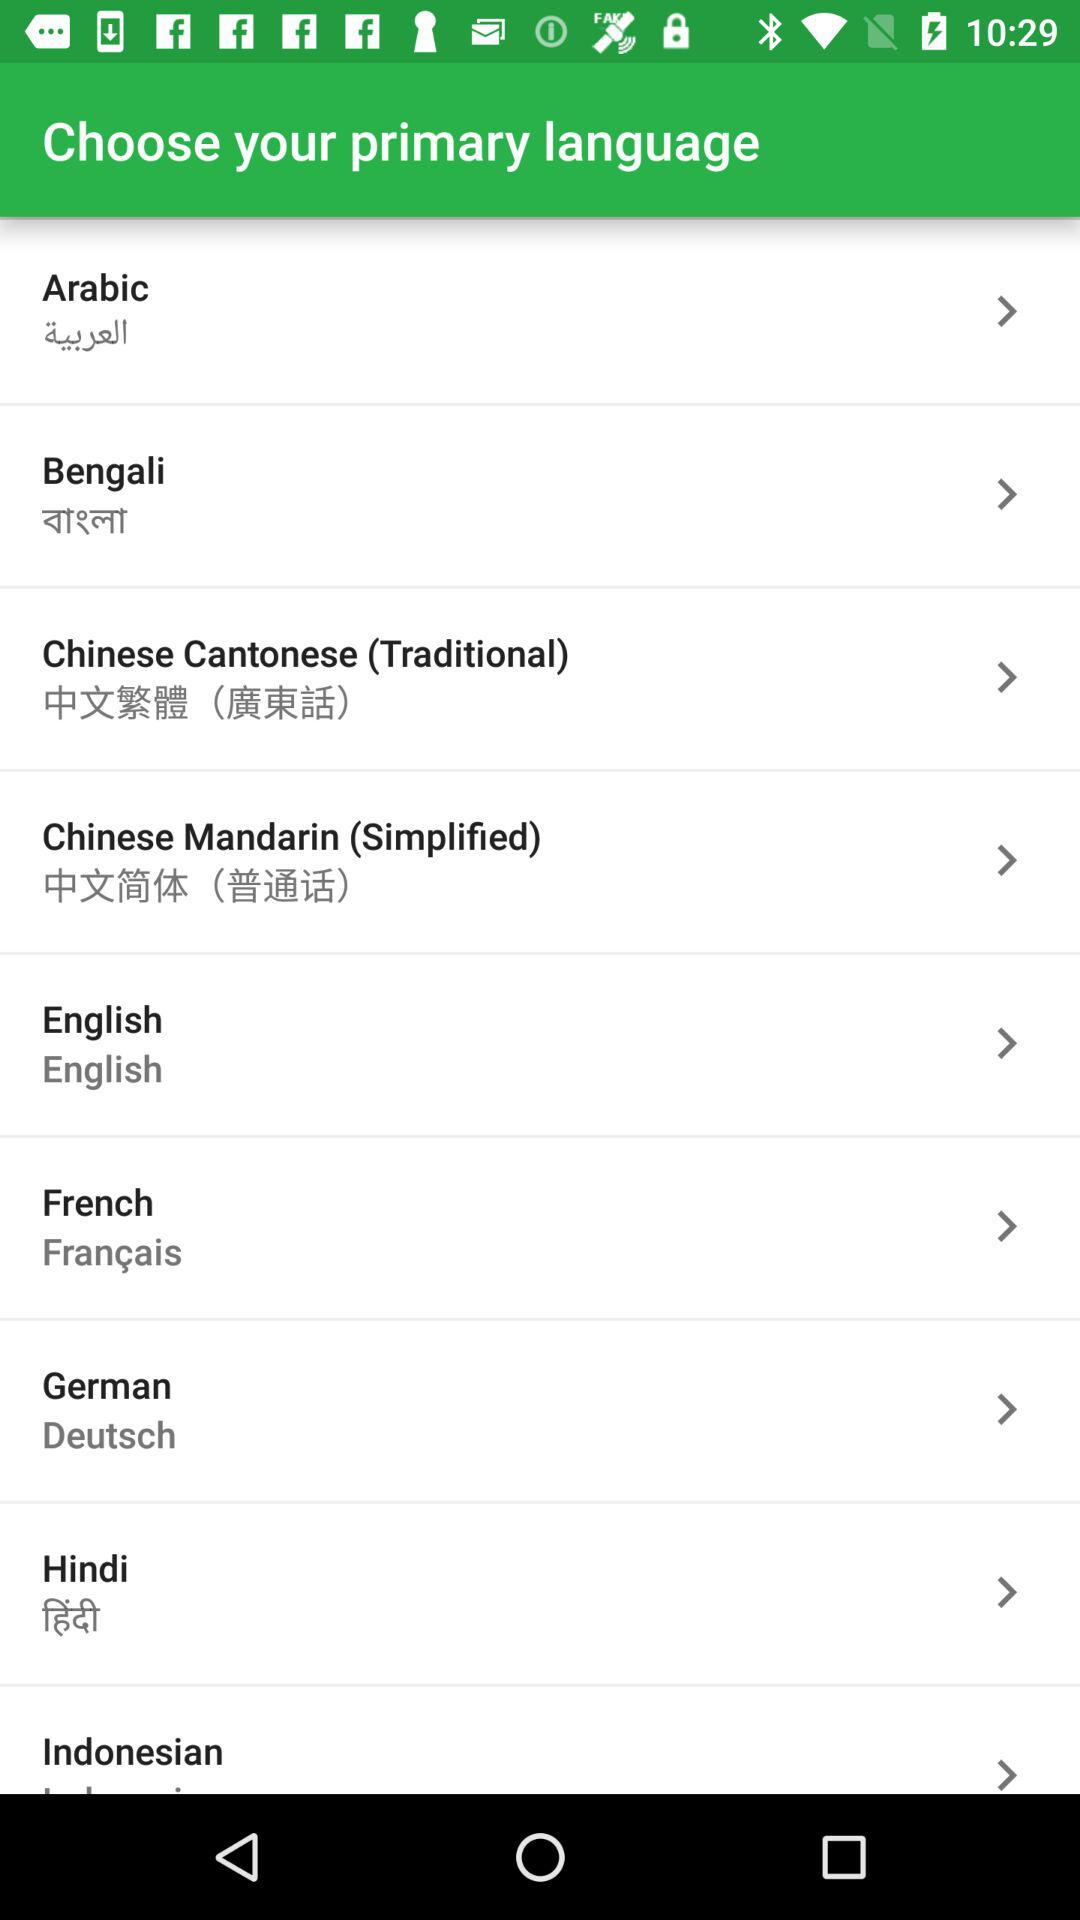 FAKE
10:29
Choose your primary language
Arabic
العربية
Bengali
বাংলা
Chinese Cantonese (Traditional)
中文繁體（廣東話）
Chinese Mandarin (Simplified)
中文简体（普通话）
English
English
French
Français
German
Deutsch
Hindi
हिंदी
Indonesian